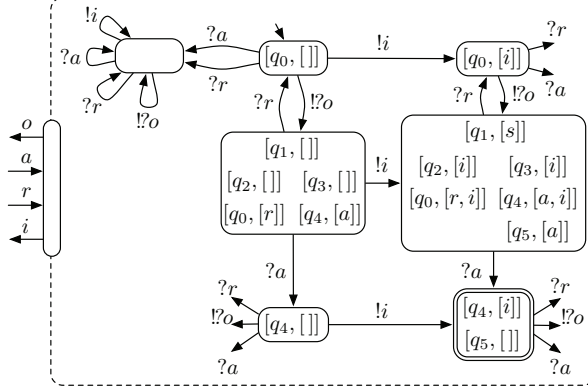 !i
?a
?r
!?o
?a
?r
[q₀, [ ]]
!i
[q₀, [i]]
?r
?a
?r
!?o
?r
!?o
[q₁, [ ]]
[q₂, [ ]] [q₃, [ ]]
[q₀, [r]] [q₄, [a]]
!i
[q₁, [s]]
[q₂, [i]] [q₃, [i]]
[q₀, [r, i]] [q₄, [a, i]]
[q₅, [a]]
o
a
r
i
?a
?a
?r
!?o
?a
[q₄, [ ]]
!i
[q₄, [i]]
[q₅, [ ]]
?r
!?o
?a